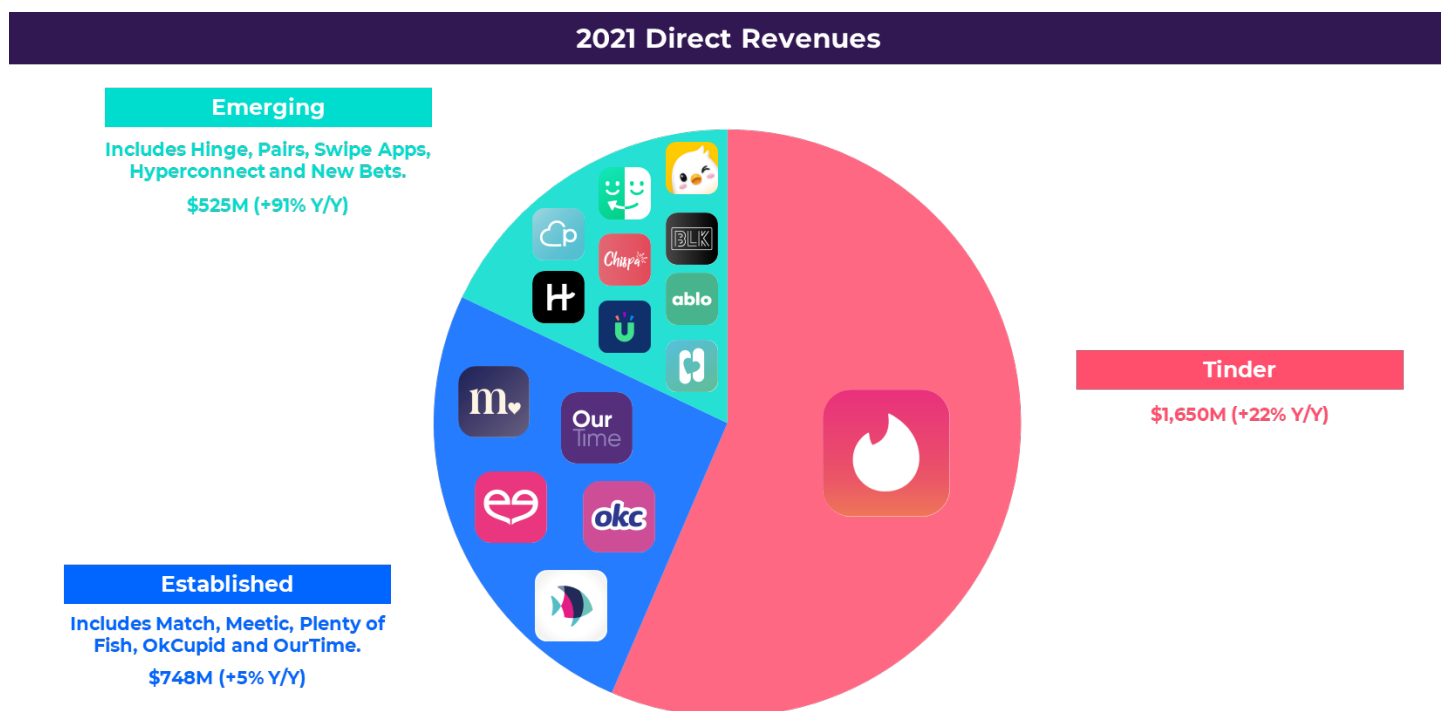 2021 Direct Revenues
Emerging
Includes Hinge, Pairs, Swipe Apps,
Hyperconnect and New Bets.
$525M (+91% Y/Y)
Tinder
$1,650M (+22% Y/Y)
Established
Includes Match, Meetic, Plenty of
Fish, OkCupid and OurTime.
$748M (+5% Y/Y)
p
BLK
Chispa
H
ablo
m
Our
Time
okc